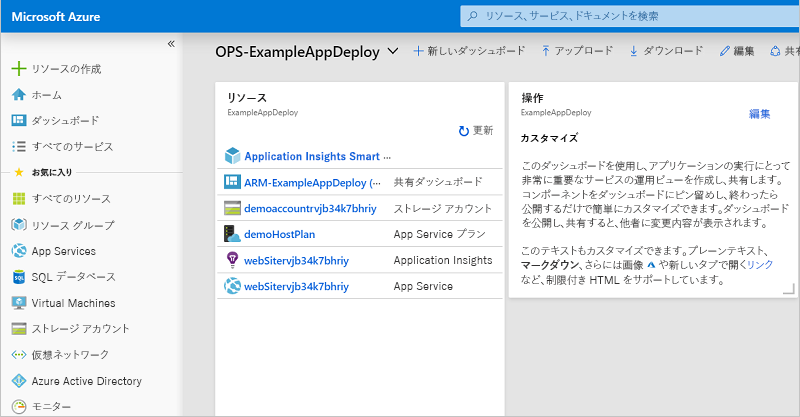 Microsoft Azure
リソース、サービス、ドキュメントを検索
OPS-ExampleAppDeploy
新しいダッシュボード
アップロード
ダウンロード
編集
共有
リソースの作成
ホーム
ダッシュボード
すべてのサービス
お気に入り
すべてのリソース
リソース グループ
App Services
SQL データベース
Virtual Machines
ストレージ アカウント
仮想ネットワーク
Azure Active Directory
モニター
リソース
ExampleAppDeploy
更新
Application Insights Smart ...
ARM-ExampleAppDeploy (... 共有ダッシュボード
demoaccountrvjb34k7bhriy ストレージ アカウント
demoHostPlan App Service プラン
webSitervjb34k7bhriy Application Insights
webSitervjb34k7bhriy App Service
操作
ExampleAppDeploy
編集
カスタマイズ
このダッシュボードを使用し、アプリケーションの実行にとって
非常に重要なサービスの運用ビューを作成し、共有します。
コンポーネントをダッシュボードにピン留めし、終わったら
公開するだけで簡単にカスタマイズできます。ダッシュボード
を公開し、共有すると、他者に変更内容が表示されます。
このテキストもカスタマイズできます。プレーンテキスト、
マークダウン、さらには画像 や新しいタブで開くリンク
など、制限付き HTML をサポートしています。